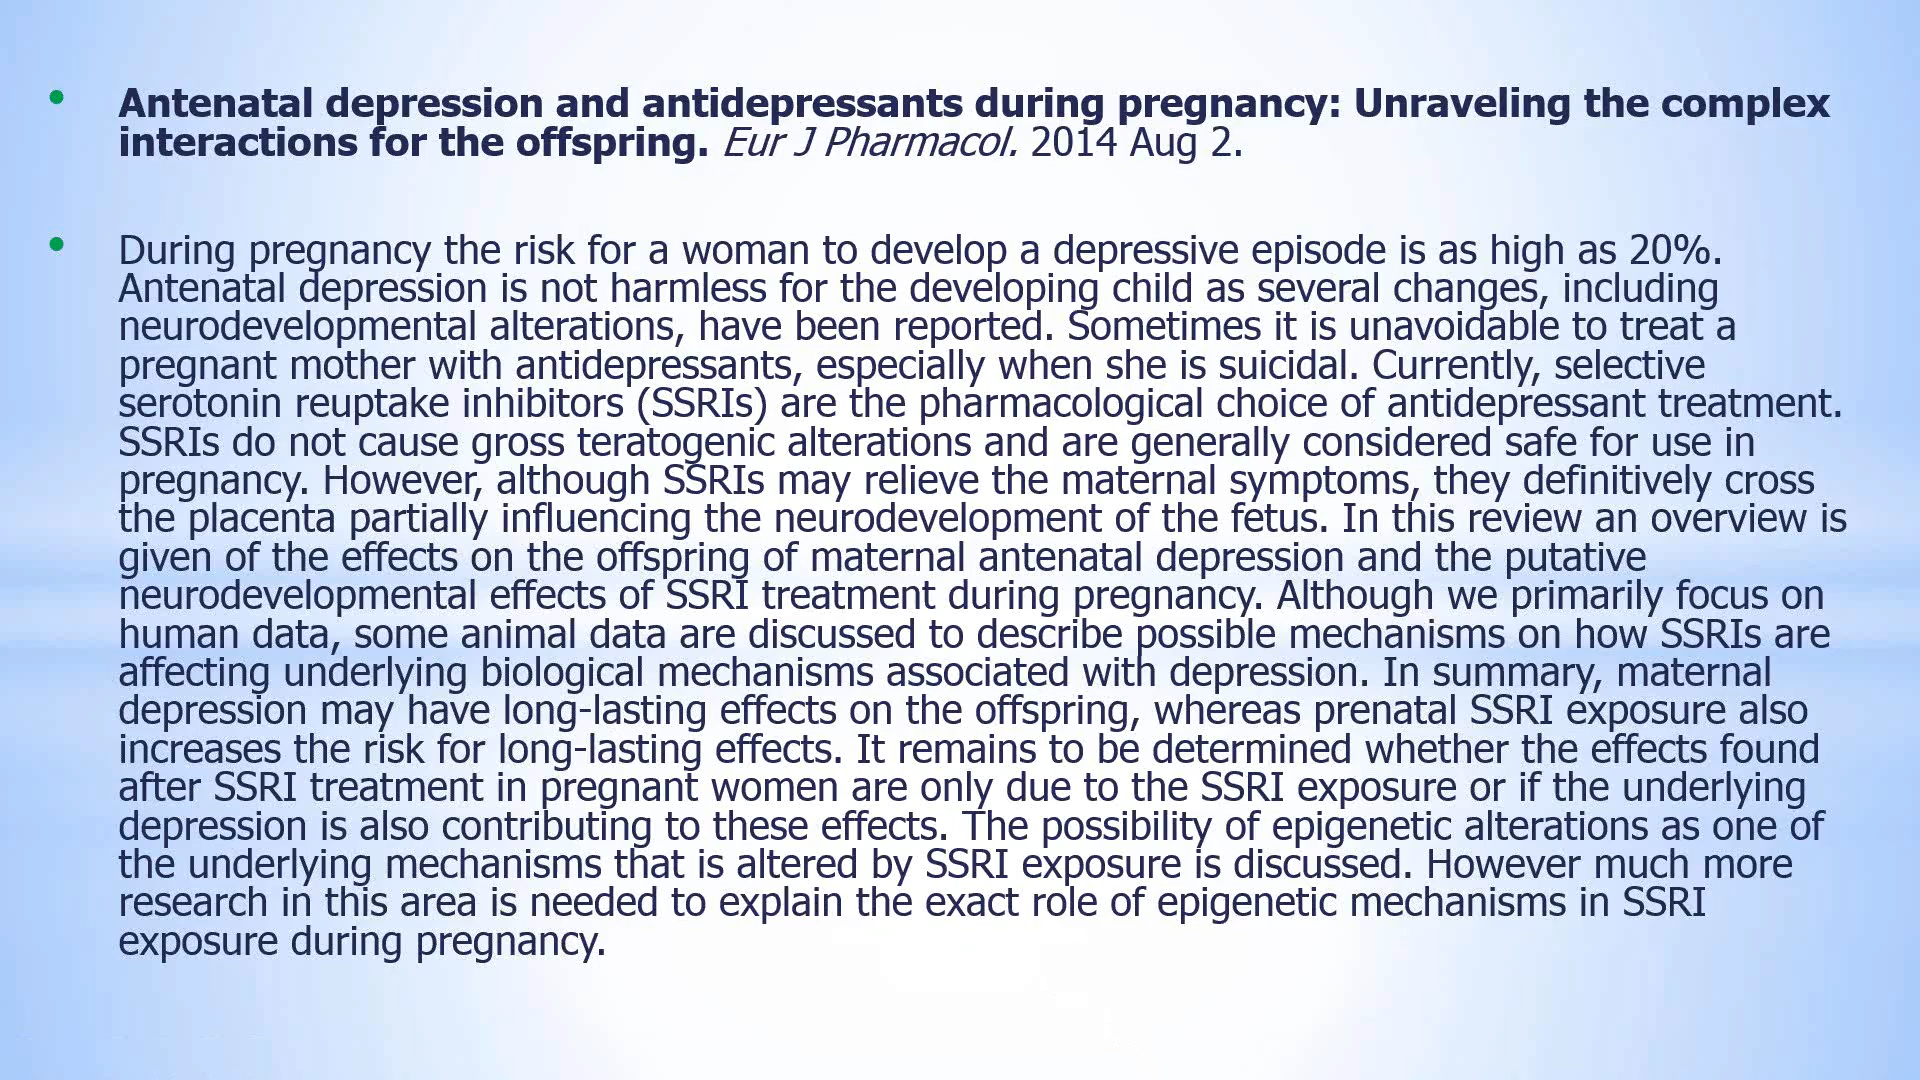 • Antenatal depression and antidepressants during pregnancy: Unraveling the complex
interactions for the offspring. Eur J Pharmacol. 2014 Aug 2.
• During pregnancy the risk for a woman to develop a depressive episode is as high as 20%.
Antenatal depression is not harmless for the developing child as several changes, including
neurodevelopmental alterations, have been reported. Sometimes it is unavoidable to treat a
pregnant mother with antidepressants, especially when she is suicidal. Currently, selective
serotonin reuptake inhibitors (SSRIs) are the pharmacological choice of antidepressant treatment.
SSRIs do not cause gross teratogenic alterations and are generally considered safe for use in
pregnancy. However, although SSRIs may relieve the maternal symptoms, they definitively cross
the placenta partially influencing the neurodevelopment of the fetus. In this review an overview is
given of the effects on the offspring of maternal antenatal depression and the putative
neurodevelopmental effects of SSRI treatment during pregnancy. Although we primarily focus on
human data, some animal data are discussed to describe possible mechanisms on how SSRIs are
affecting underlying biological mechanisms associated with depression. In summary, maternal
depression may have long-lasting effects on the offspring, whereas prenatal SSRI exposure also
increases the risk for long-lasting effects. It remains to be determined whether the effects found
after SSRI treatment in pregnant women are only due to the SSRI exposure or if the underlying
depression is also contributing to these effects. The possibility of epigenetic alterations as one of
the underlying mechanisms that is altered by SSRI exposure is discussed. However much more
research in this area is needed to explain the exact role of epigenetic mechanisms in SSRI
exposure during pregnancy.